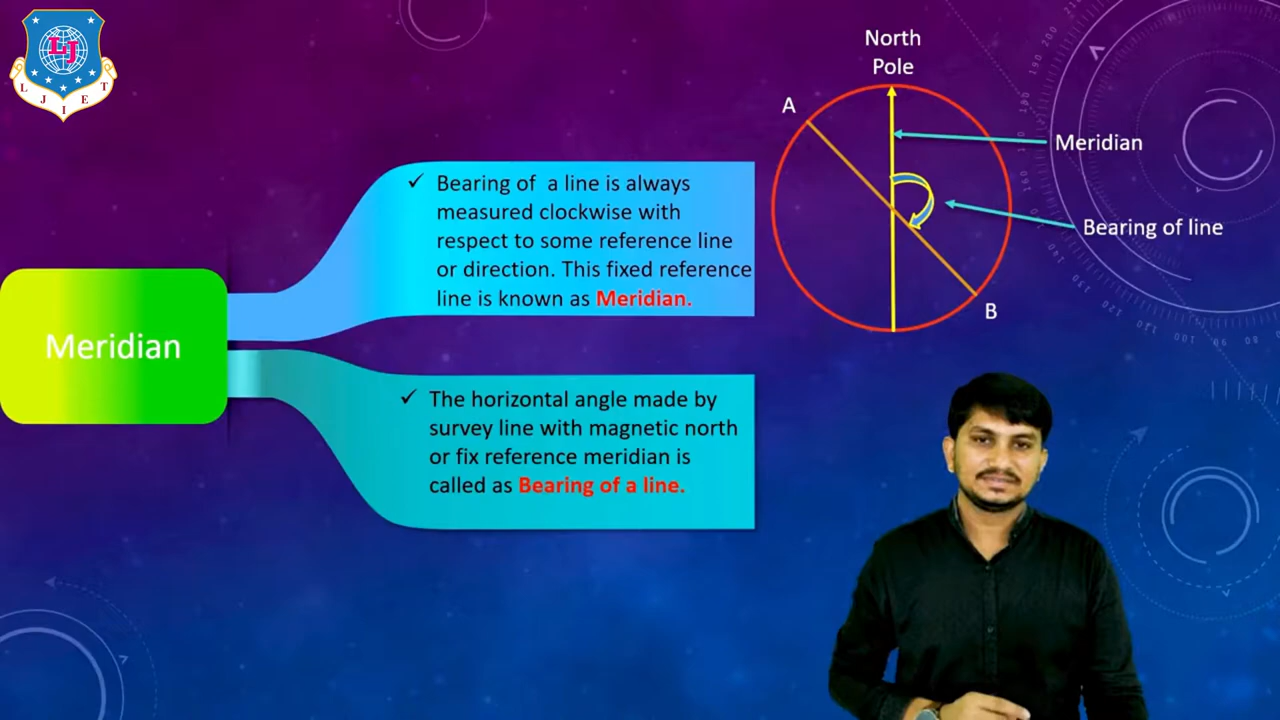 LJ
L J I E T
North
Pole
A
Meridian
Bearing of line
B
Meridian
✓ Bearing of a line is always
measured clockwise with
respect to some reference line
or direction. This fixed reference
line is known as Meridian.
✓ The horizontal angle made by
survey line with magnetic north
or fix reference meridian is
called as Bearing of a line.